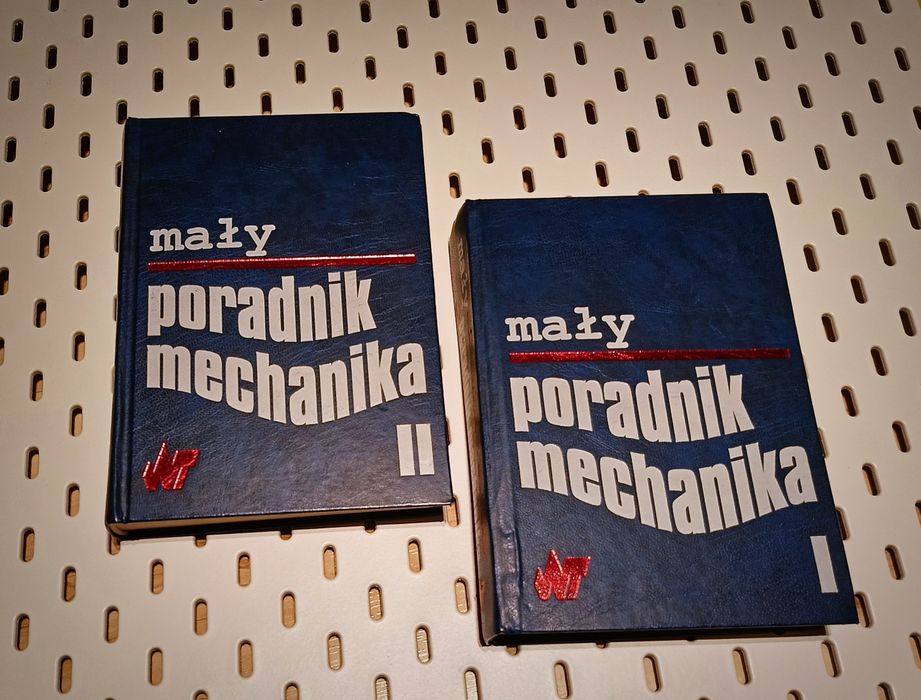 mały
poradnik
mechanika
II
WNT
mały
poradnik
mechanika
I
WNT